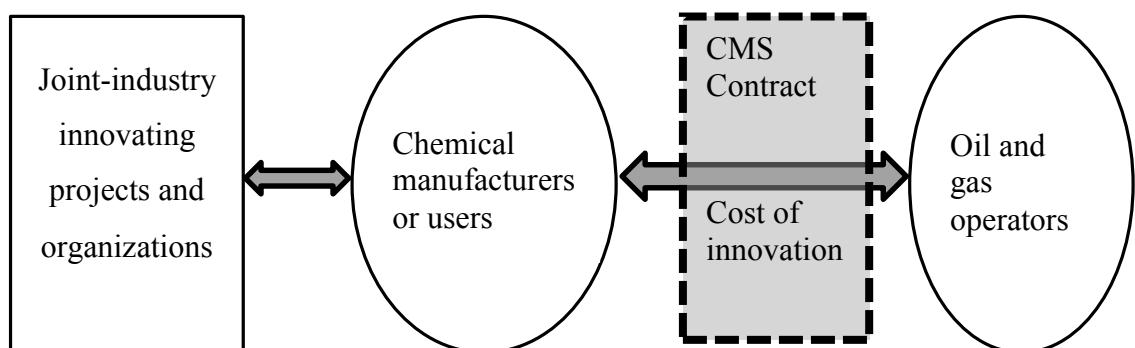 Joint-industry
innovating
projects and
organizations
Chemical
manufacturers
or users
CMS
Contract
Cost of
innovation
Oil and
gas
operators